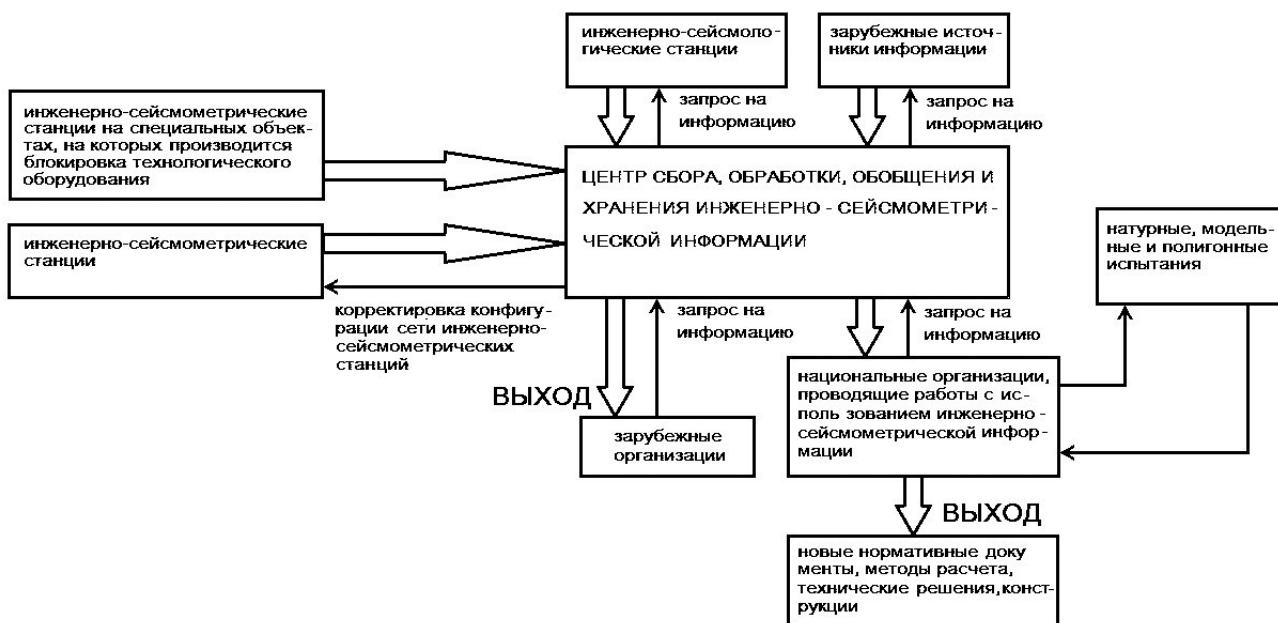 инженерно-сейсмоло-
гические станции
зарубежные источ-
ники информации
запрос на
информацию
запрос на
информацию
инженерно-сейсмометрические
станции на специальных объек-
тах, на которых производится
блокировка технологического
оборудования
ЦЕНТР СБОРА, ОБРАБОТКИ, ОБОБЩЕНИЯ И
ХРАНЕНИЯ ИНЖЕНЕРНО - СЕЙСМОМЕТРИ -
ЧЕСКОЙ ИНФОРМАЦИИ
инженерно-сейсмометрические
станции
натурные, модель-
ные и полигонные
испытания
корректировка конфигу-
рации сети инженерно-
сейсмометрических
станций
запрос на
информацию
запрос на
информацию
ВЫХОД
зарубежные
организации
национальные организации,
проводящие работы с ис-
поль зованием инженерно -
сейсмометрической инфор-
мации
ВЫХОД
новые нормативные доку
менты, методы расчета,
технические решения,конст-
рукции